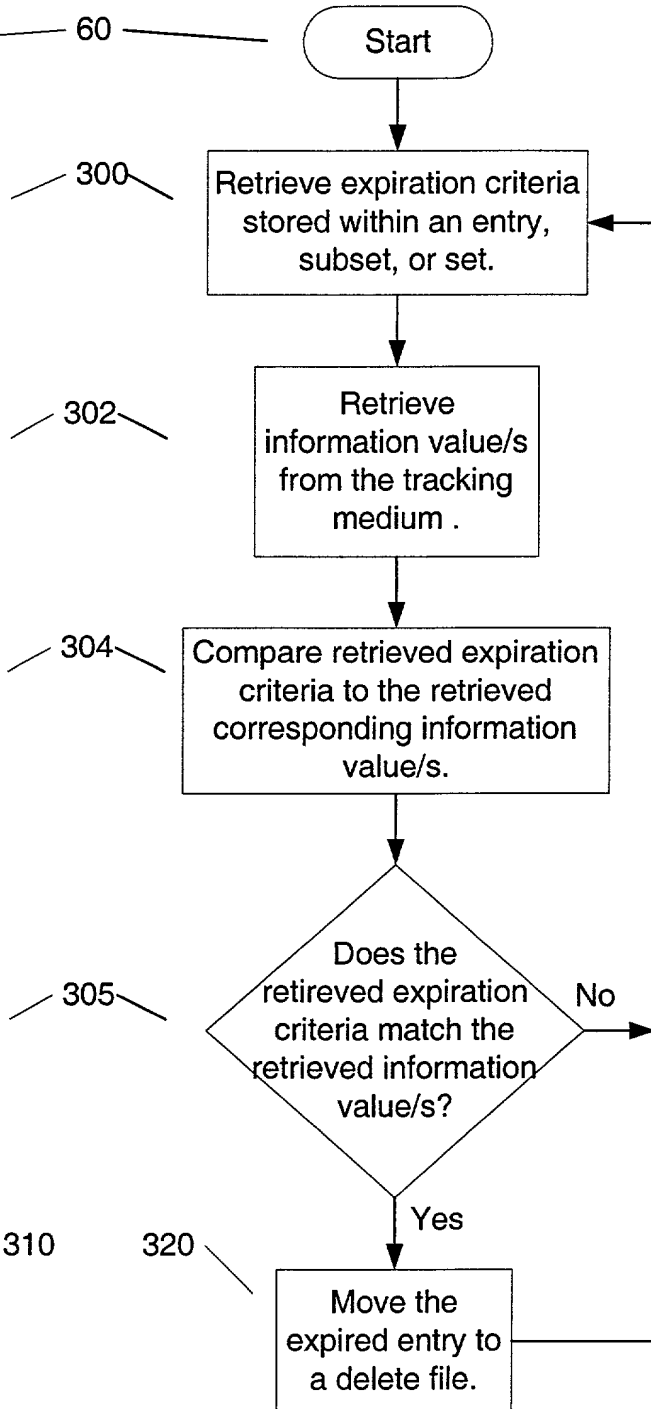 60
Start
300
Retrieve expiration criteria
stored within an entry,
subset, or set.
302
Retrieve
information value/s
from the tracking
medium .
304
Compare retrieved expiration
criteria to the retrieved
corresponding information
value/s.
305
Does the
retireved expiration
criteria match the
retrieved information
value/s?
No
Yes
310
320
Move the
expired entry to
a delete file.